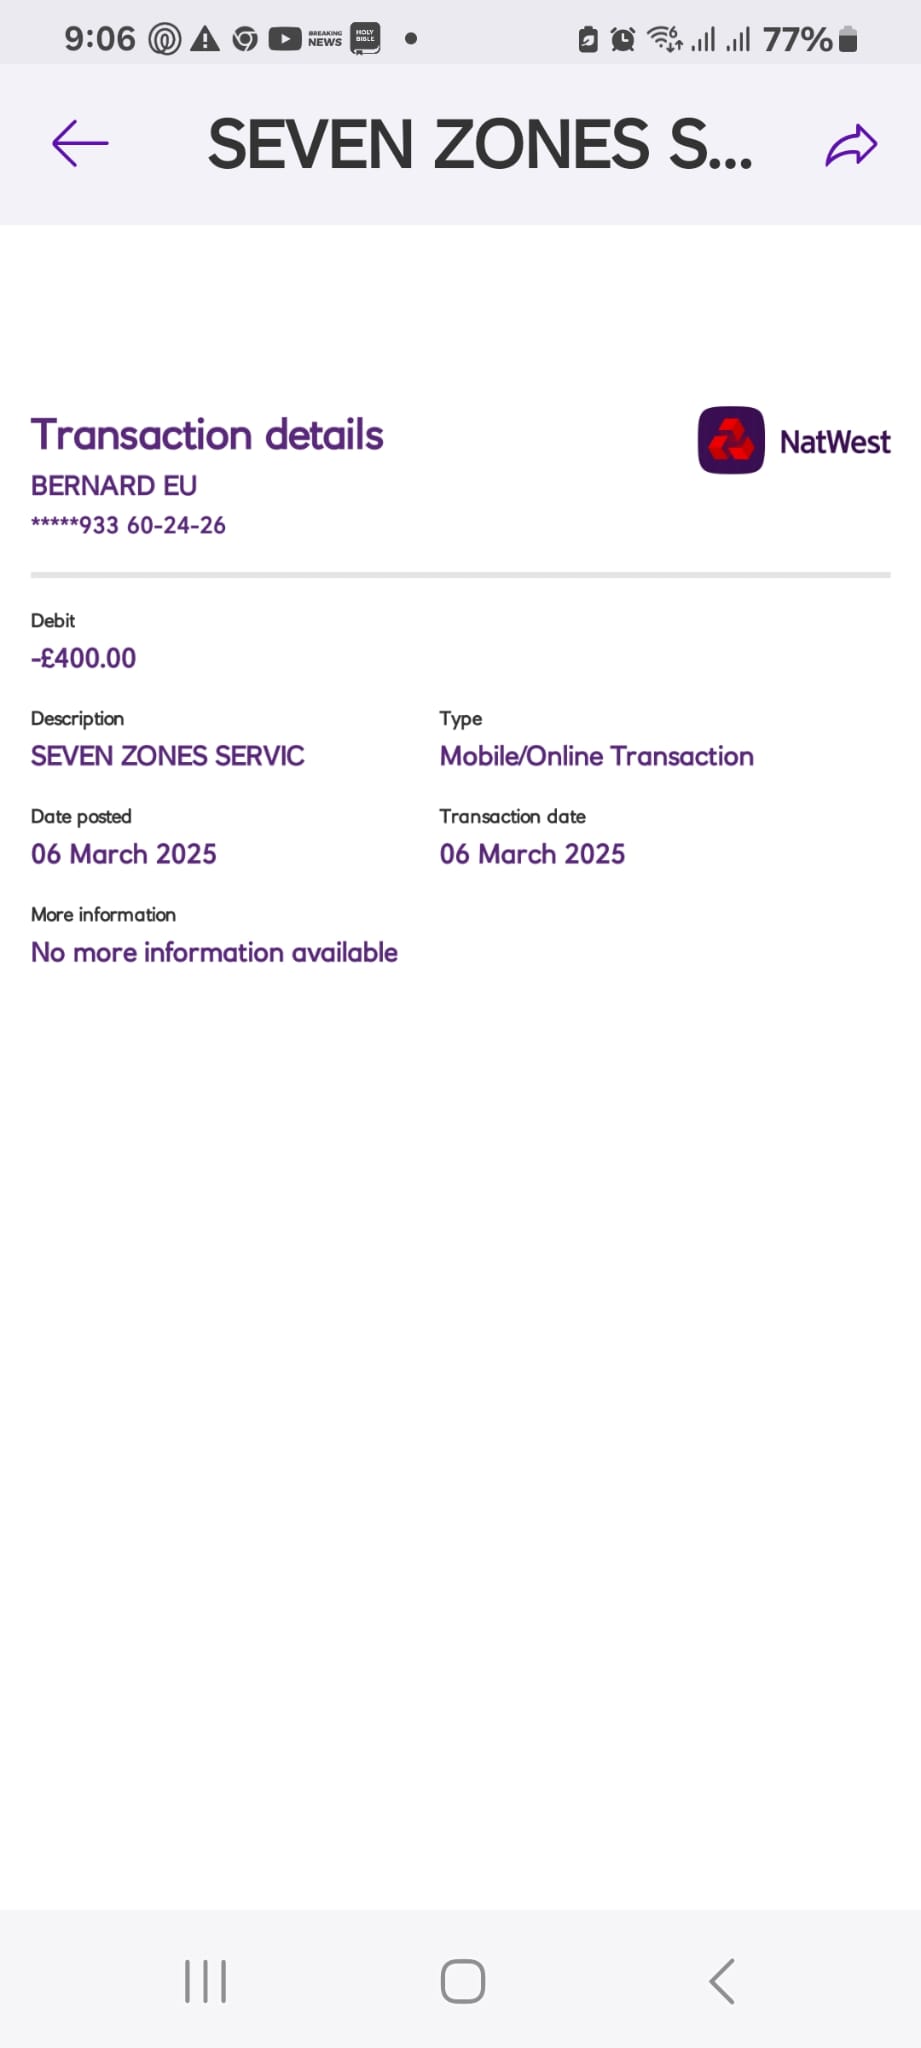 9:06 BREAKING NEWS HOLY BIBLE 6 77%
SEVEN ZONES S...
Transaction details
NatWest
BERNARD EU
*****933 60-24-26
Debit
-£400.00
Description
Type
SEVEN ZONES SERVIC
Mobile/Online Transaction
Date posted
Transaction date
06 March 2025
06 March 2025
More information
No more information available